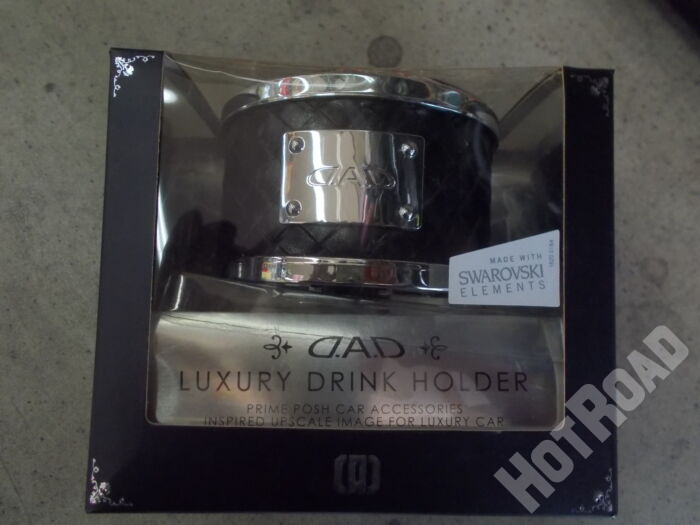 D.A.D
MADE WITH
SWAROVSKI
ELEMENTS
D.A.D
LUXURY DRINK HOLDER
PRIME POSH CAR ACCESSORIES
INSPIRED UPSCALE IMAGE FOR LUXURY CAR
HOTROAD